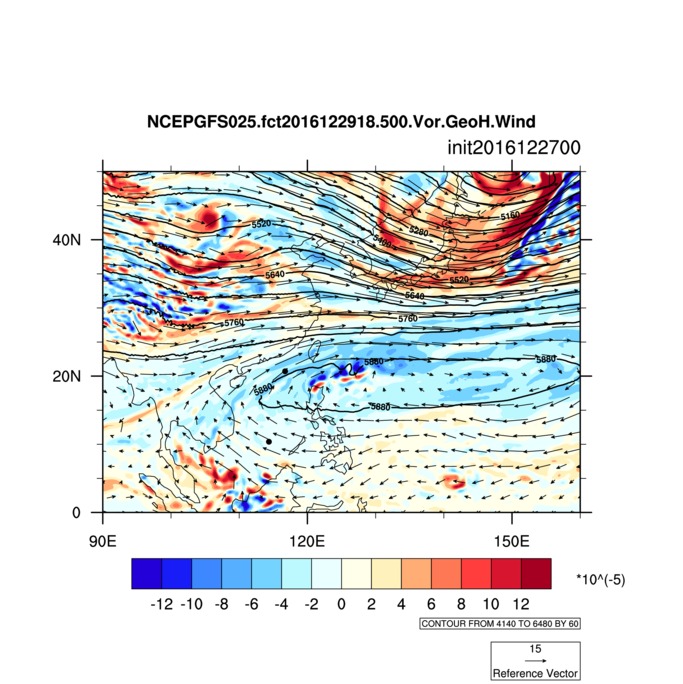 NCEPGFS025.fct2016122918.500.Vor.GeoH.Wind
init2016122700
5160
5520
5280
5400
40N
5640
5520
5640
5760
5760
5880
5880
20N
5880
5880
0
90E 120E 150E
-12 -10 -8 -6 -4 -2 0 2 4 6 8 10 12 *10^(-5)
CONTOUR FROM 4140 TO 6480 BY 60
15
Reference Vector